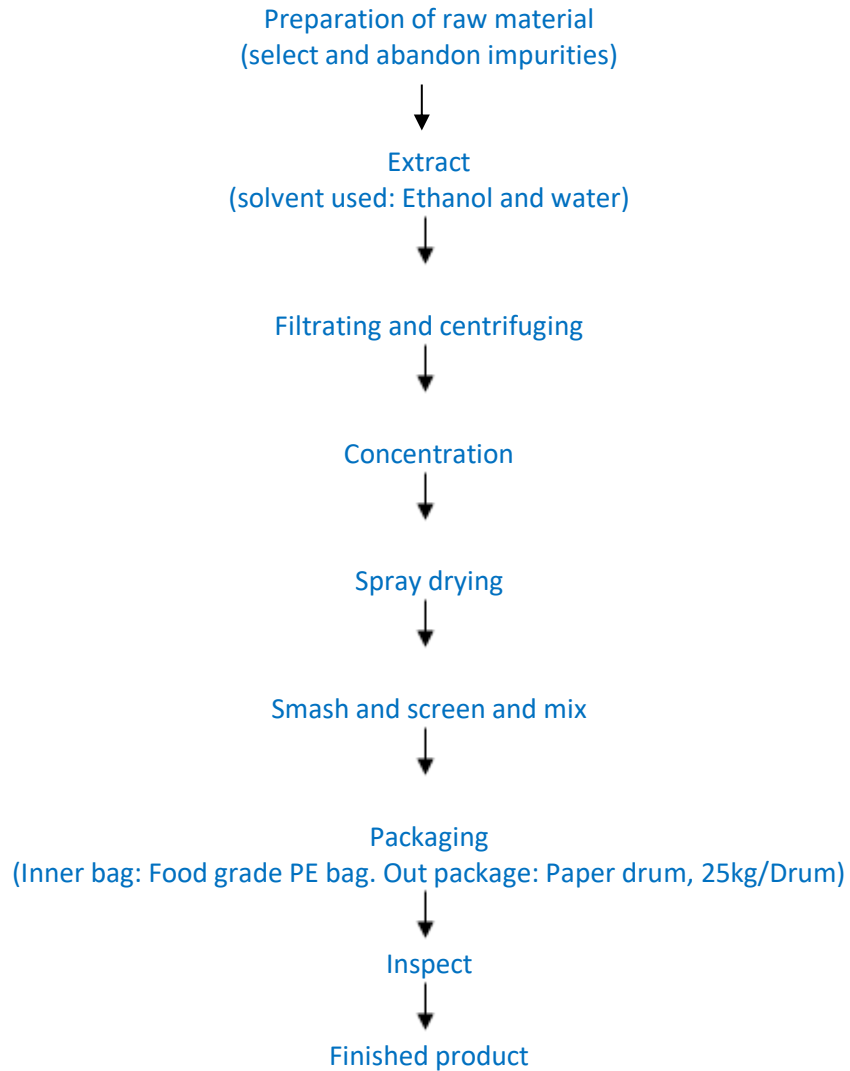 Preparation of raw material
(select and abandon impurities)
Extract
(solvent used: Ethanol and water)
Filtrating and centrifuging
Concentration
Spray drying
Smash and screen and mix
Packaging
(Inner bag: Food grade PE bag. Out package: Paper drum, 25kg/Drum)
Inspect
Finished product